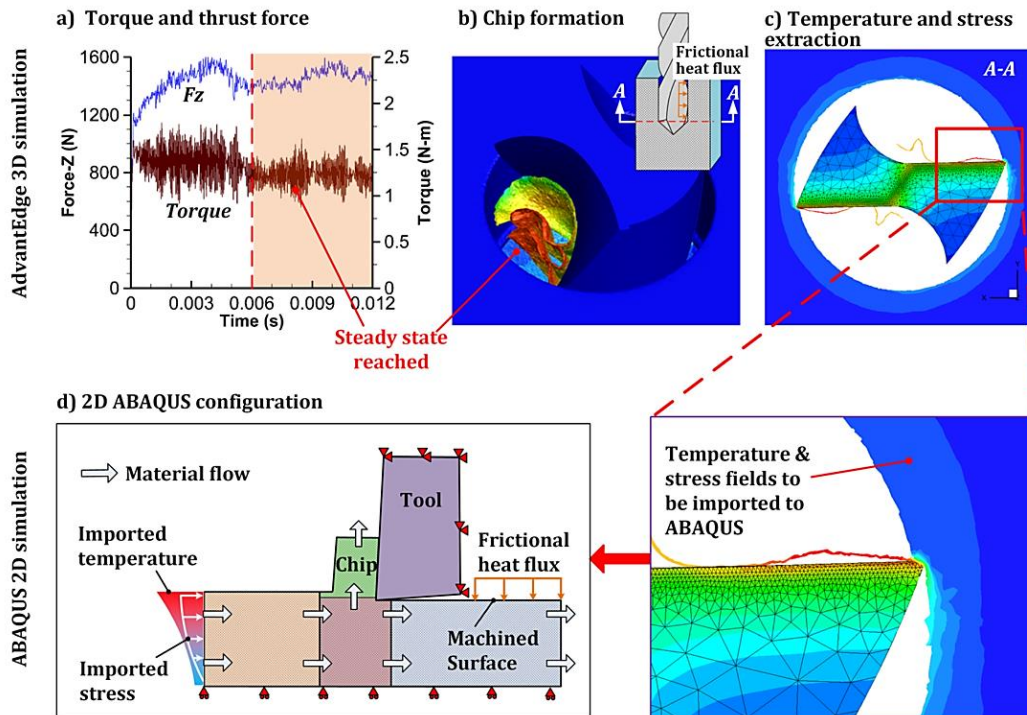 AdvantEdge 3D simulation
a) Torque and thrust force
1600
1400
1000
800
600
400
0
Force-Z (N)
Fz
Torque
2.5
2
1.5
1
0.5
0
Torque (N-m)
0
0.003
0.006
0.009
0.012
Time (s)
Steady state
reached
b) Chip formation
Frictional
heat flux
A
A
c) Temperature and stress
extraction
A-A
Y
X
ABAQUS 2D simulation
d) 2D ABAQUS configuration
Material flow
Imported
temperature
Chip
Tool
Frictional
heat flux
Machined
Surface
Imported
stress
Temperature &
stress fields to
be imported to
ABAQUS